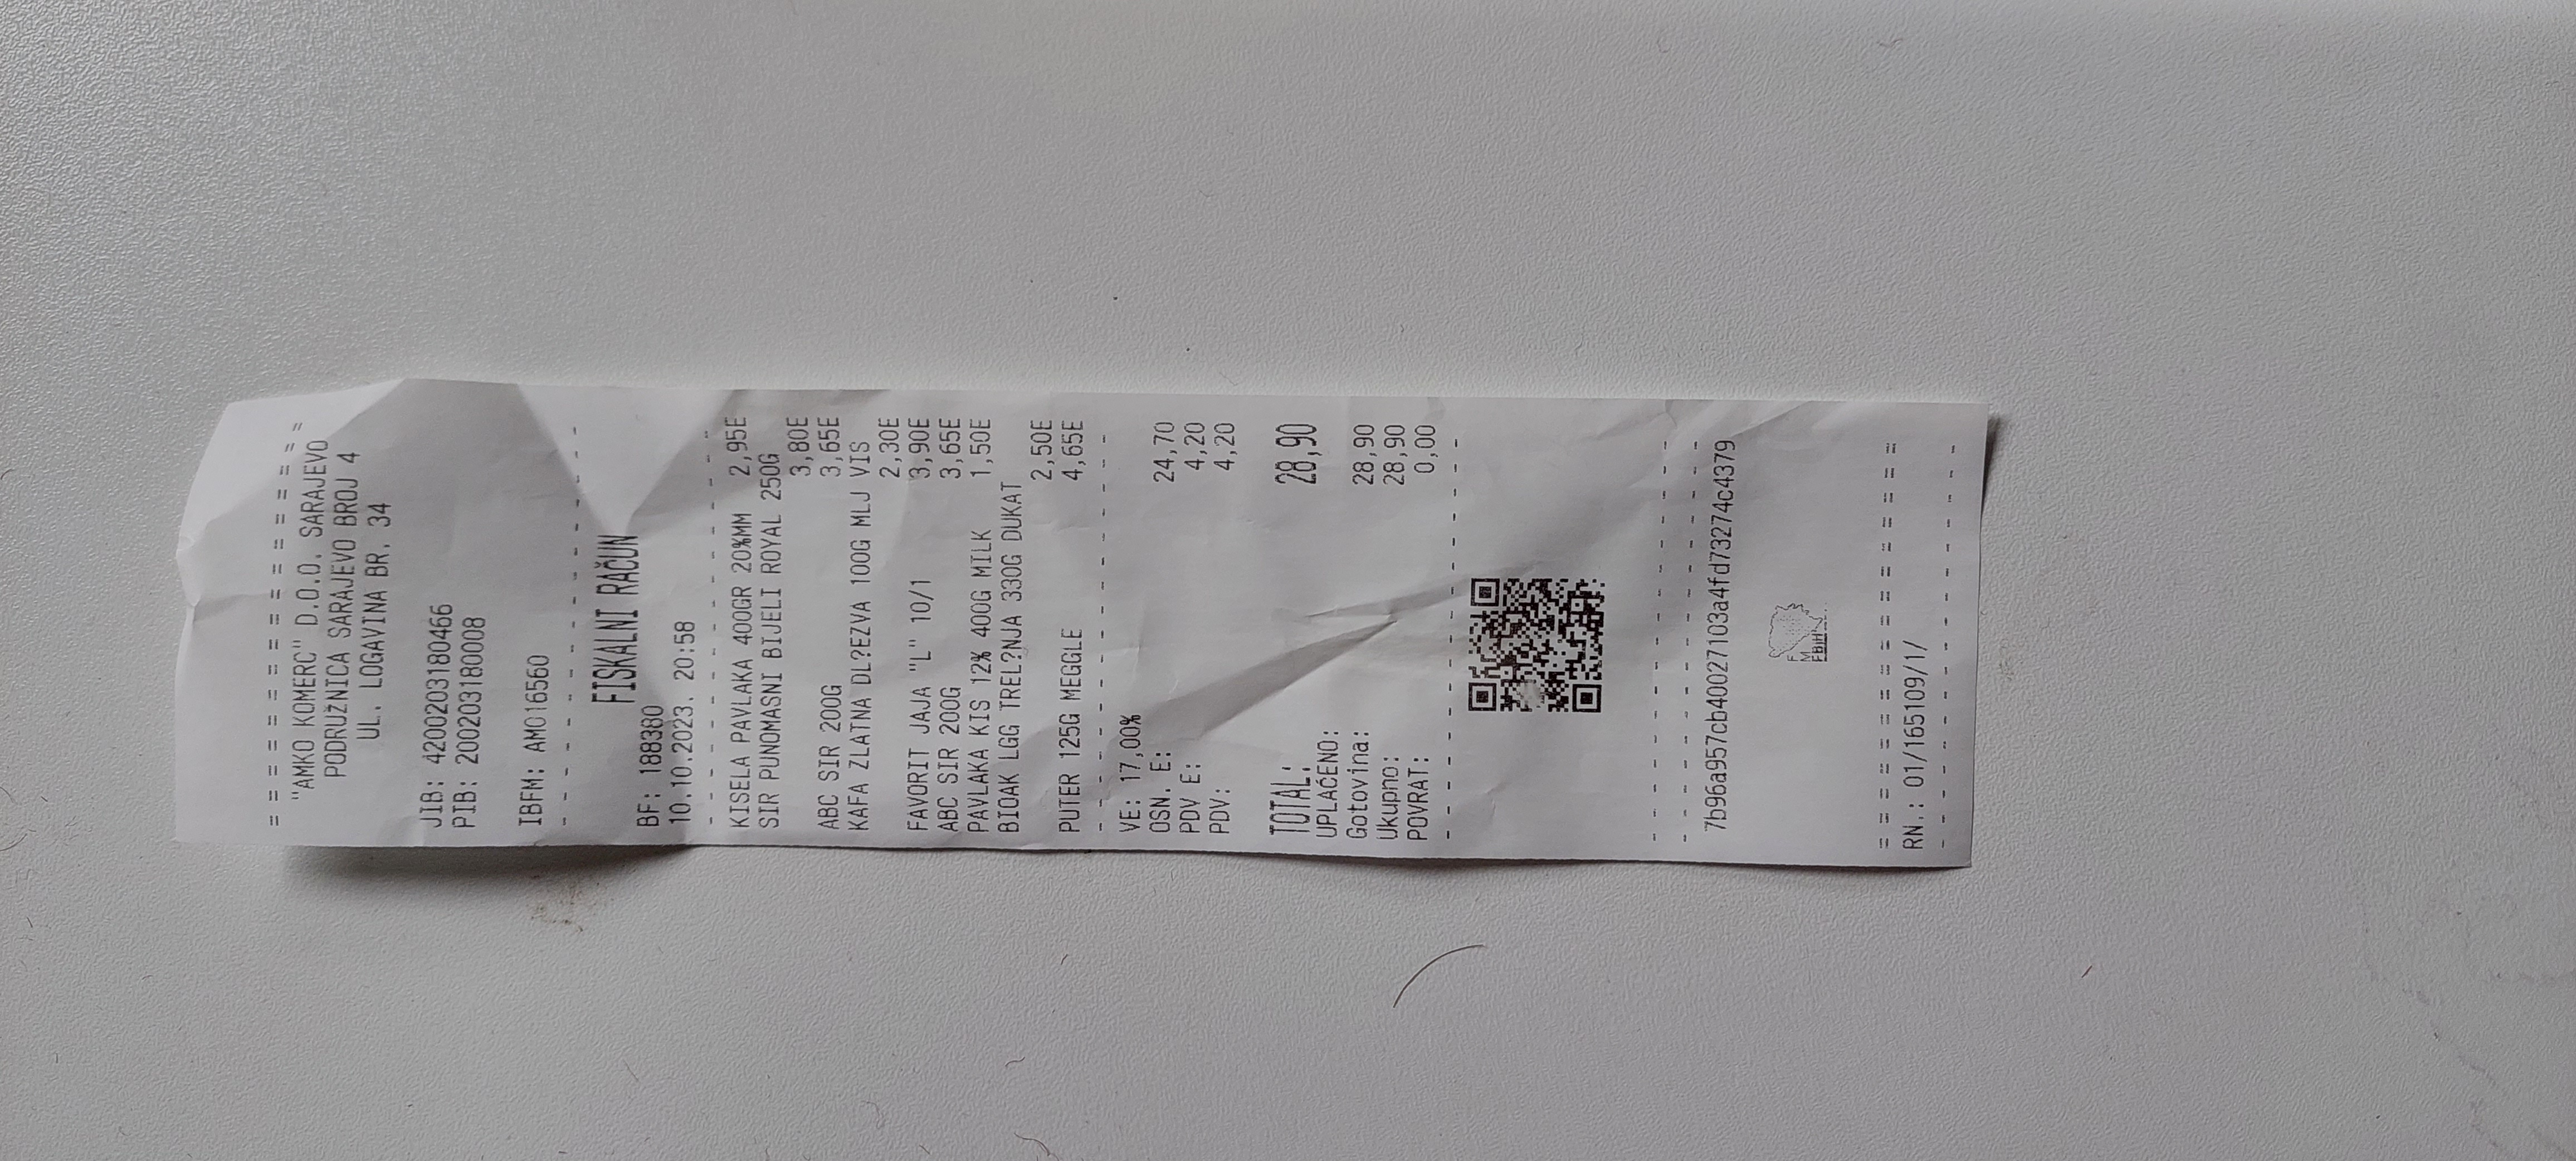 = = = = = = = = = = = = = = = = =
"AMKO KOMERC" D.O.O. SARAJEVO
PODRUŽNICA SARAJEVO BROJ 4
UL. LOGAVINA BR. 34
JIB: 4200203180466
PIB: 200203180008
IBFM: AM016560
- - - - - - - - - - - - - - - - -
FISKALNI RAČUN
BF: 188380
10.10.2023. 20:58
- - - - - - - - - - - - - - - - -
KISELA PAVLAKA 400GR 20%MM 2,95E
SIR PUNOMASNI BIJELI ROYAL 250G
3,80E
ABC SIR 200G 3,65E
KAFA ZLATNA DL?EZVA 100G MLJ VIS
2,30E
FAVORIT JAJA "L" 10/1 3,90E
ABC SIR 200G 3,65E
PAVLAKA KIS 12% 400G MILK 1,50E
BIOAK LGG TREL?NJA 330G DUKAT
2,50E
PUTER 125G MEGGLE 4,65E
- - - - - - - - - - - - - - - - -
VE: 17,00%
OSN. E: 24,70
PDV E: 4,20
PDV: 4,20
TOTAL: 28,90
UPLAĆENO:
Gotovina: 28,90
Ukupno: 28,90
POVRAT: 0,00
- - - - - - - - - - - - - - - - -
- - - - - - - - - - - - - - - - -
- - - - - - - - - - - - - - - - -
7b96a957cb40027103a4fd73274c4379
F
M
FBiH
= = = = = = = = = = = = = = = = =
RN.: 01/165109/1/
- - - - - - - - - - - - - - - - -